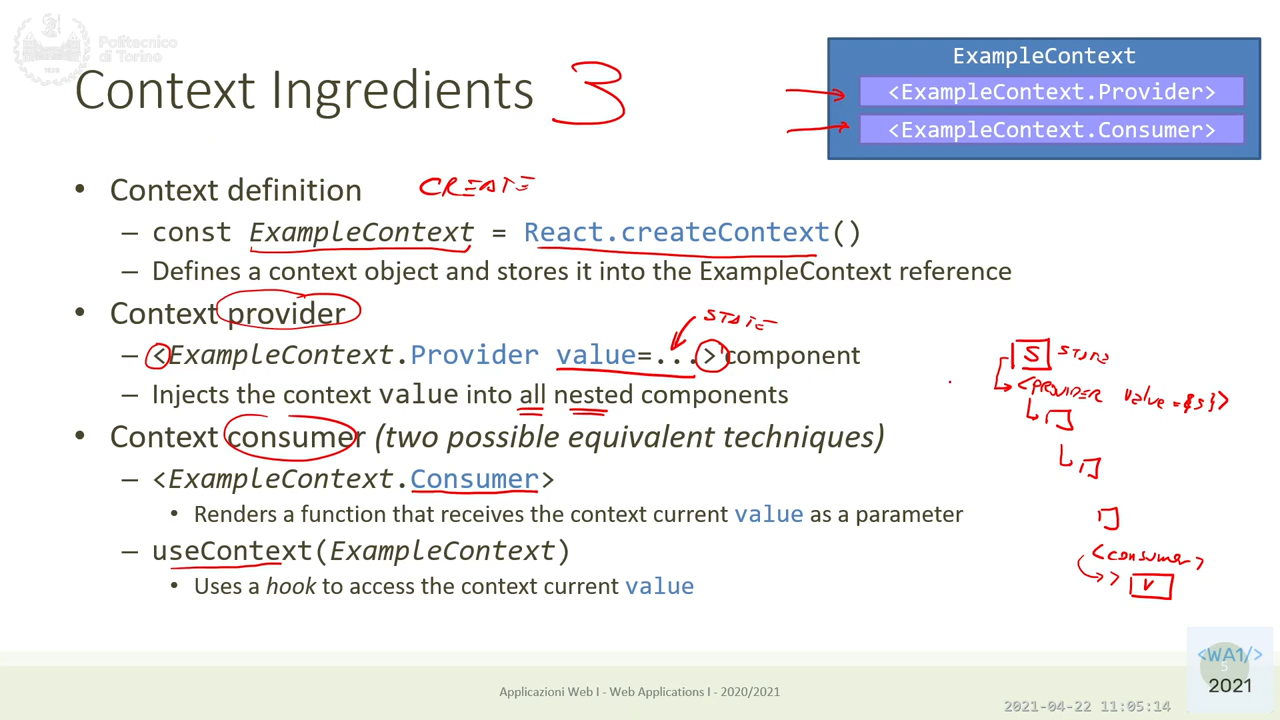 Politecnico
di Torino
Context Ingredients 3
ExampleContext
<ExampleContext.Provider>
<ExampleContext.Consumer>
• Context definition CREATE
– const ExampleContext = React.createContext()
– Defines a context object and stores it into the ExampleContext reference
• Context provider
STATE
– <ExampleContext.Provider value=...> component
– Injects the context value into all nested components
• Context consumer (two possible equivalent techniques)
– <ExampleContext.Consumer>
• Renders a function that receives the context current value as a parameter
– useContext(ExampleContext)
• Uses a hook to access the context current value
S
<PROVIDER value={s}>
<consumer>
V
<WA1/>
5
2021
Applicazioni Web I - Web Applications I - 2020/2021
2021-04-22 11:05:14